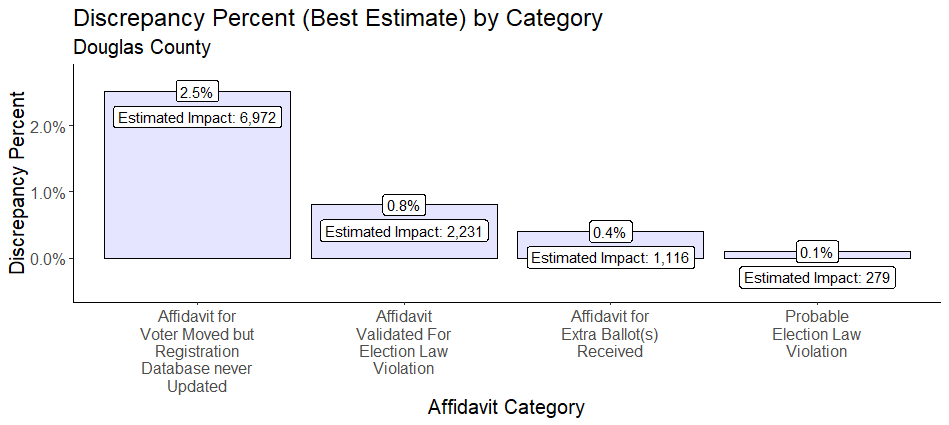 Discrepancy Percent (Best Estimate) by Category
Douglas County
Discrepancy Percent
2.0%
1.0%
0.0%
2.5%
Estimated Impact: 6,972
0.8%
Estimated Impact: 2,231
0.4%
Estimated Impact: 1,116
0.1%
Estimated Impact: 279
Affidavit for
Voter Moved but
Registration
Database never
Updated
Affidavit
Validated For
Election Law
Violation
Affidavit for
Extra Ballot(s)
Received
Probable
Election Law
Violation
Affidavit Category